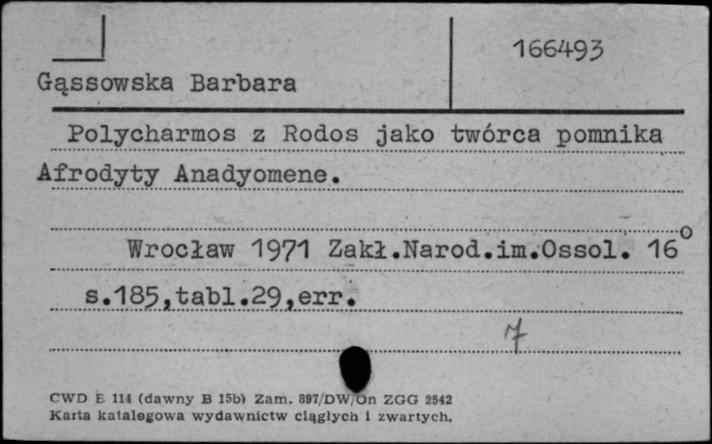 166493
Gąssowska Barbara
Polycharmos z Rodos jako twórca pomnika
Afrodyty Anadyomene.
Wrocław 1971 Zakł.Narod.im.Ossol. 16°
s.185,tabl.29,err.
7
CWD E 114 (dawny B 15b) Zam. 897/DW/On ZGG 2542
Karta katalogowa wydawnictw ciągłych i zwartych.